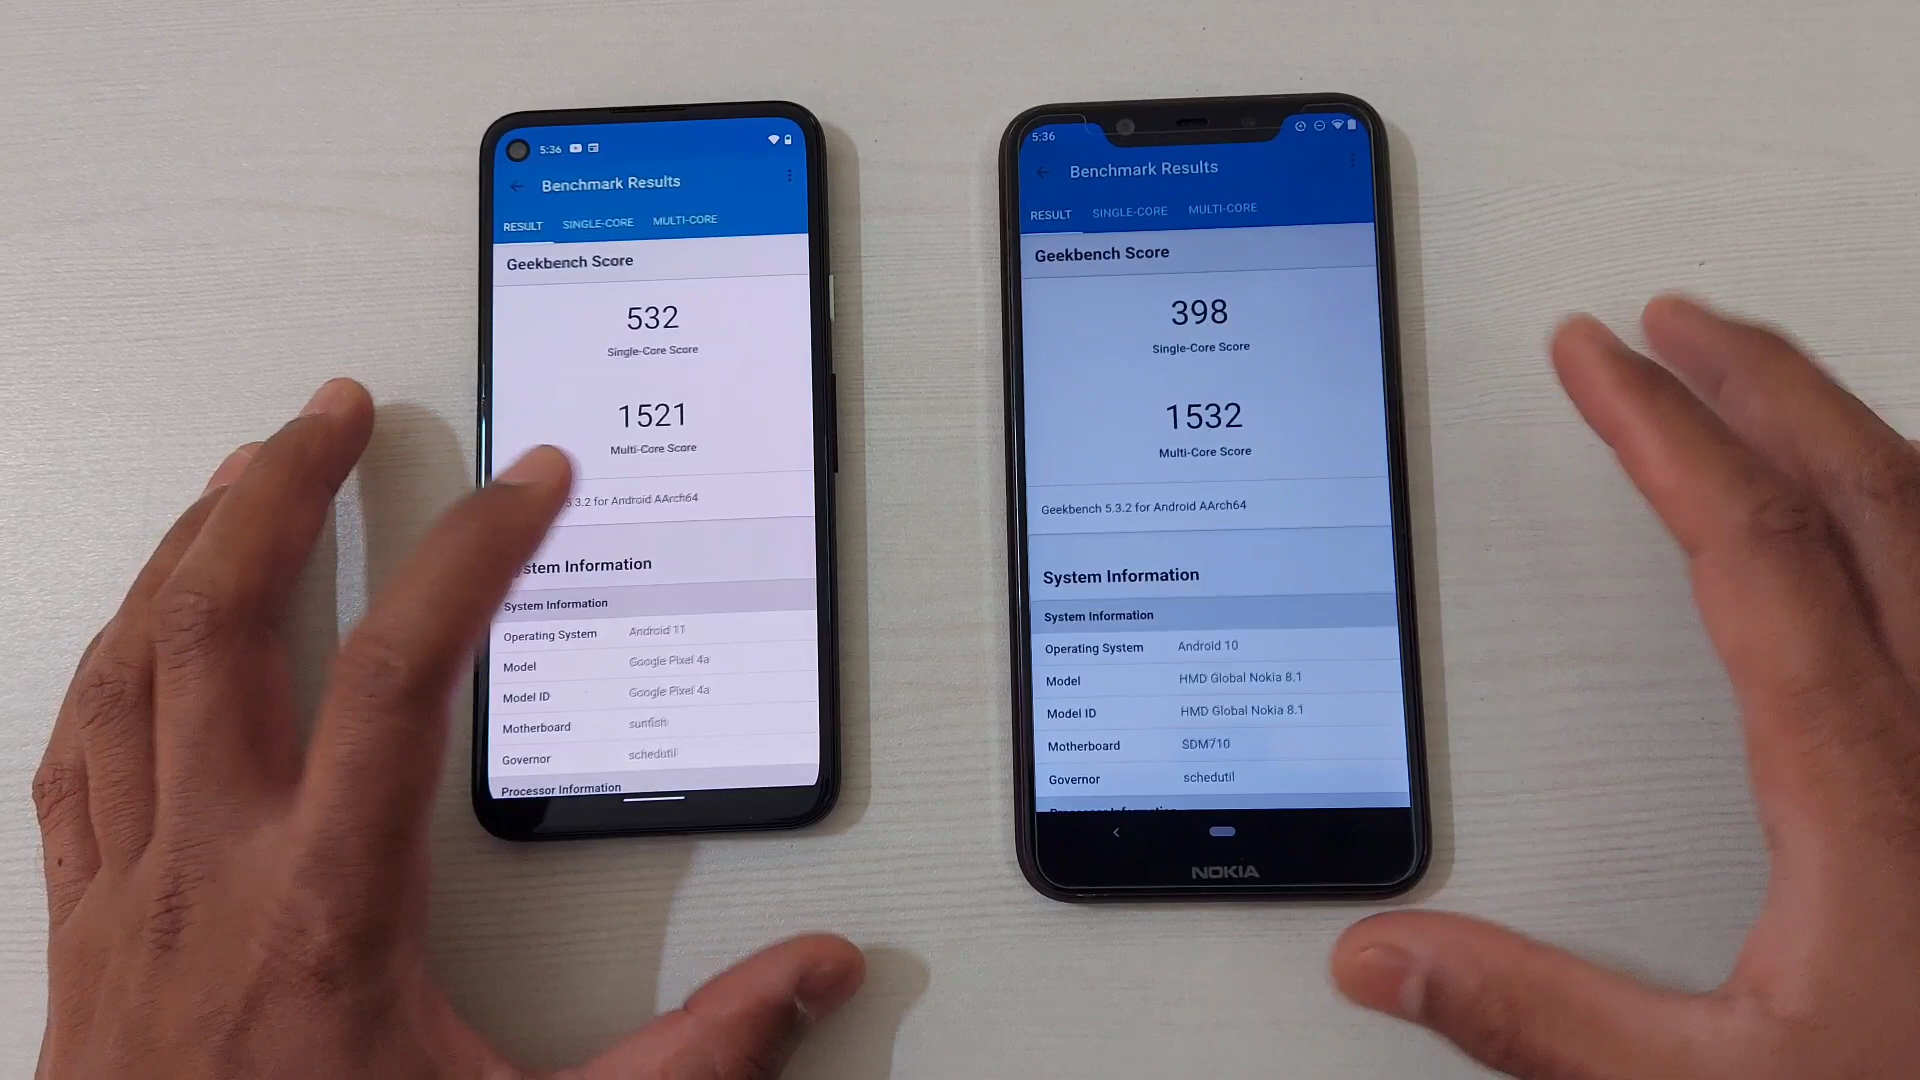 5:36
Benchmark Results
RESULT SINGLE-CORE MULTI-CORE
Geekbench Score
532
Single-Core Score
1521
Multi-Core Score
5.3.2 for Android AArch64
stem Information
System Information
Operating System Android 11
Model Google Pixel 4a
Model ID Google Pixel 4a
Motherboard sunfish
Governor schedutil
Processor Information
5:36
Benchmark Results
RESULT SINGLE-CORE MULTI-CORE
Geekbench Score
398
Single-Core Score
1532
Multi-Core Score
Geekbench 5.3.2 for Android AArch64
System Information
System Information
Operating System Android 10
Model HMD Global Nokia 8.1
Model ID HMD Global Nokia 8.1
Motherboard SDM710
Governor schedutil
NOKIA